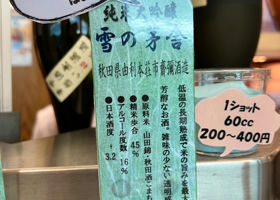 純米吟醸
雪の茅舎
秋田県由利本荘市齋彌酒造
低温の長期熟成で米の旨味を最大
芳醇なお酒。雑味の少ない透明
●原料米 山田錦・秋田酒こまち
●精米歩合 45%
●アルコール度数 16%
●日本酒度 +3.2
1ショット
60cc
200～400円